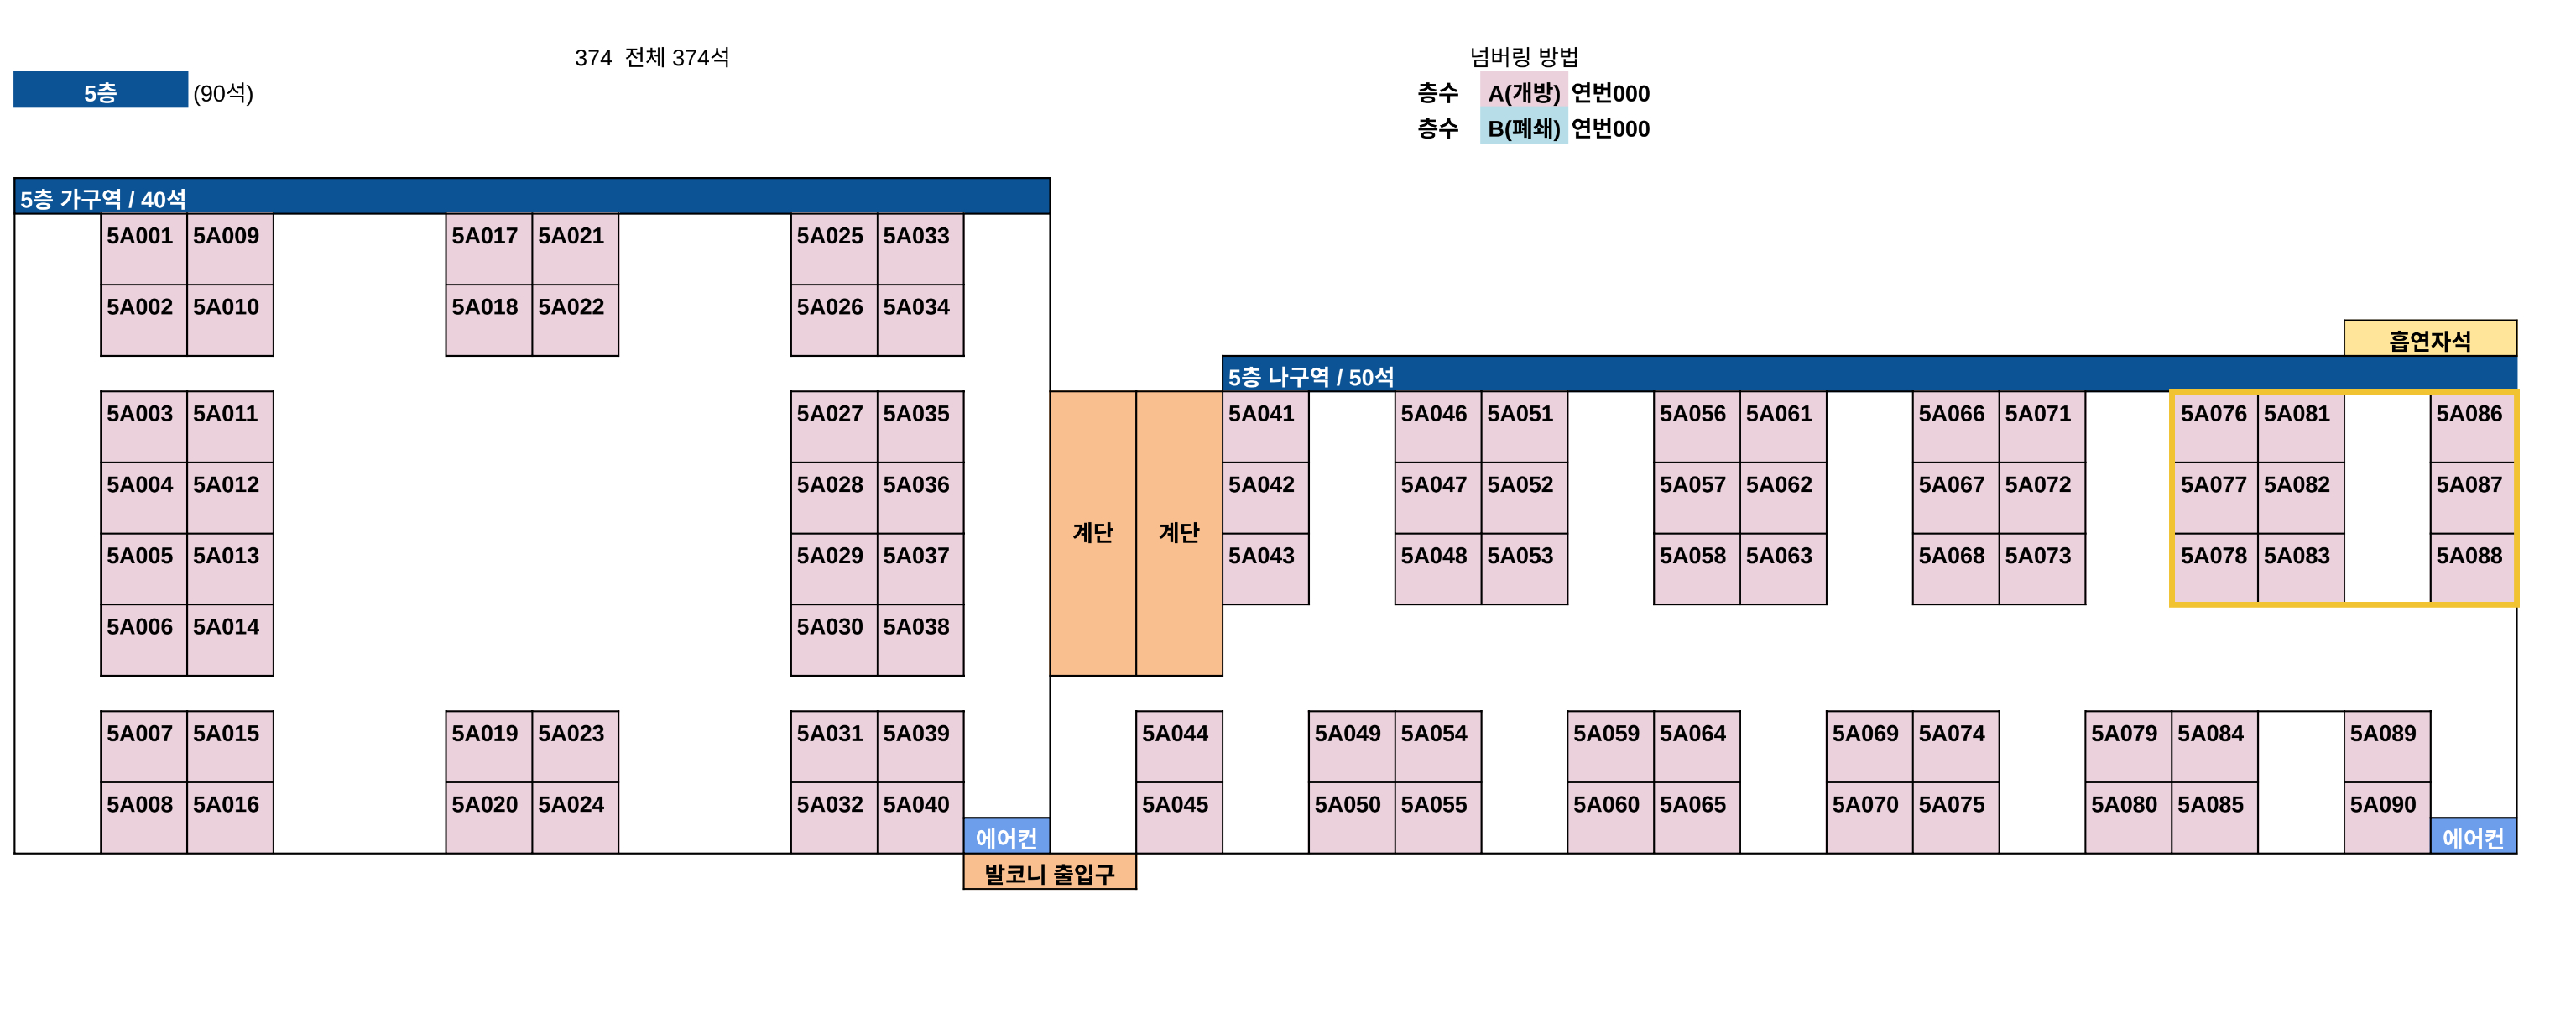 374 전체 374석
넘버링 방법
5층 (90석)
층수 A(개방) 연번000
층수 B(폐쇄) 연번000
5층 가구역 / 40석
5A001 5A009 5A017 5A021 5A025 5A033
5A002 5A010 5A018 5A022 5A026 5A034
흡연자석
5층 나구역 / 50석
5A003 5A011 5A027 5A035 5A041 5A046 5A051 5A056 5A061 5A066 5A071 5A076 5A081 5A086
5A004 5A012 5A028 5A036 5A042 5A047 5A052 5A057 5A062 5A067 5A072 5A077 5A082 5A087
계단 계단
5A005 5A013 5A029 5A037 5A043 5A048 5A053 5A058 5A063 5A068 5A073 5A078 5A083 5A088
5A006 5A014 5A030 5A038
5A007 5A015 5A019 5A023 5A031 5A039 5A044 5A049 5A054 5A059 5A064 5A069 5A074 5A079 5A084 5A089
5A008 5A016 5A020 5A024 5A032 5A040 5A045 5A050 5A055 5A060 5A065 5A070 5A075 5A080 5A085 5A090
에어컨 에어컨
발코니 출입구